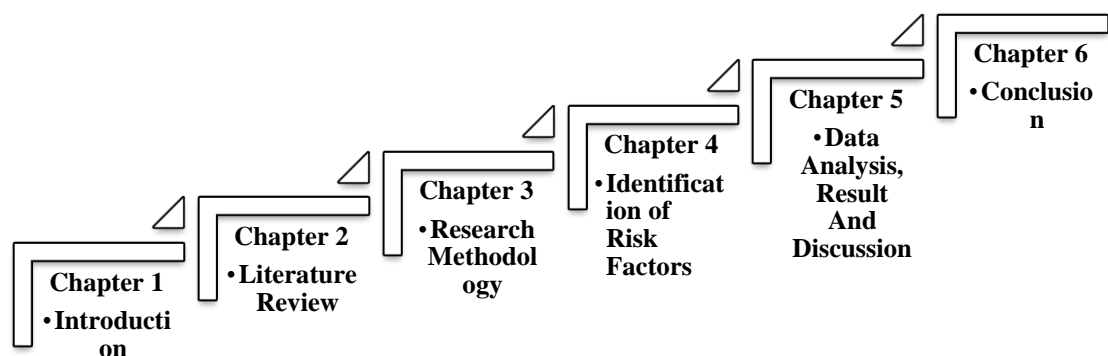 Chapter 1
•Introducti
on
Chapter 2
•Literature
Review
Chapter 3
•Research
Methodol
ogy
Chapter 4
•Identificat
ion of
Risk
Factors
Chapter 5
•Data
Analysis,
Result
And
Discussion
Chapter 6
•Conclusio
n